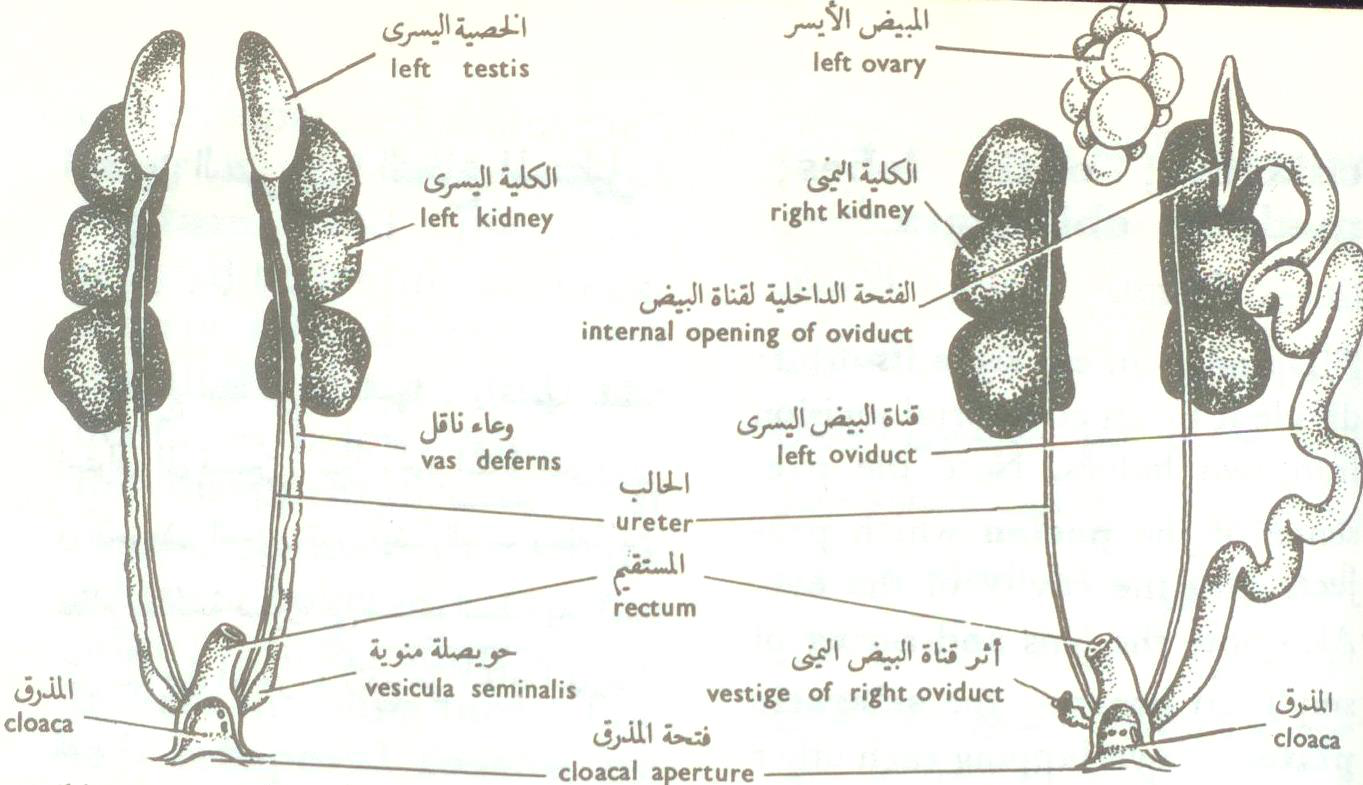 الخصية اليسرى
left testis
المبيض الأيسر
left ovary
الكلية اليسرى
left kidney
الكلية اليمنى
right kidney
الفتحة الداخلية لقناة البيض
internal opening of oviduct
وعاء ناقل
vas deferns
قناة البيض اليسرى
left oviduct
الحالب
ureter
المستقيم
rectum
حويصلة منوية
vesicula seminalis
أثر قناة البيض اليمنى
vestige of right oviduct
المذرق
cloaca
المذرق
cloaca
فتحة المذرق
cloacal aperture